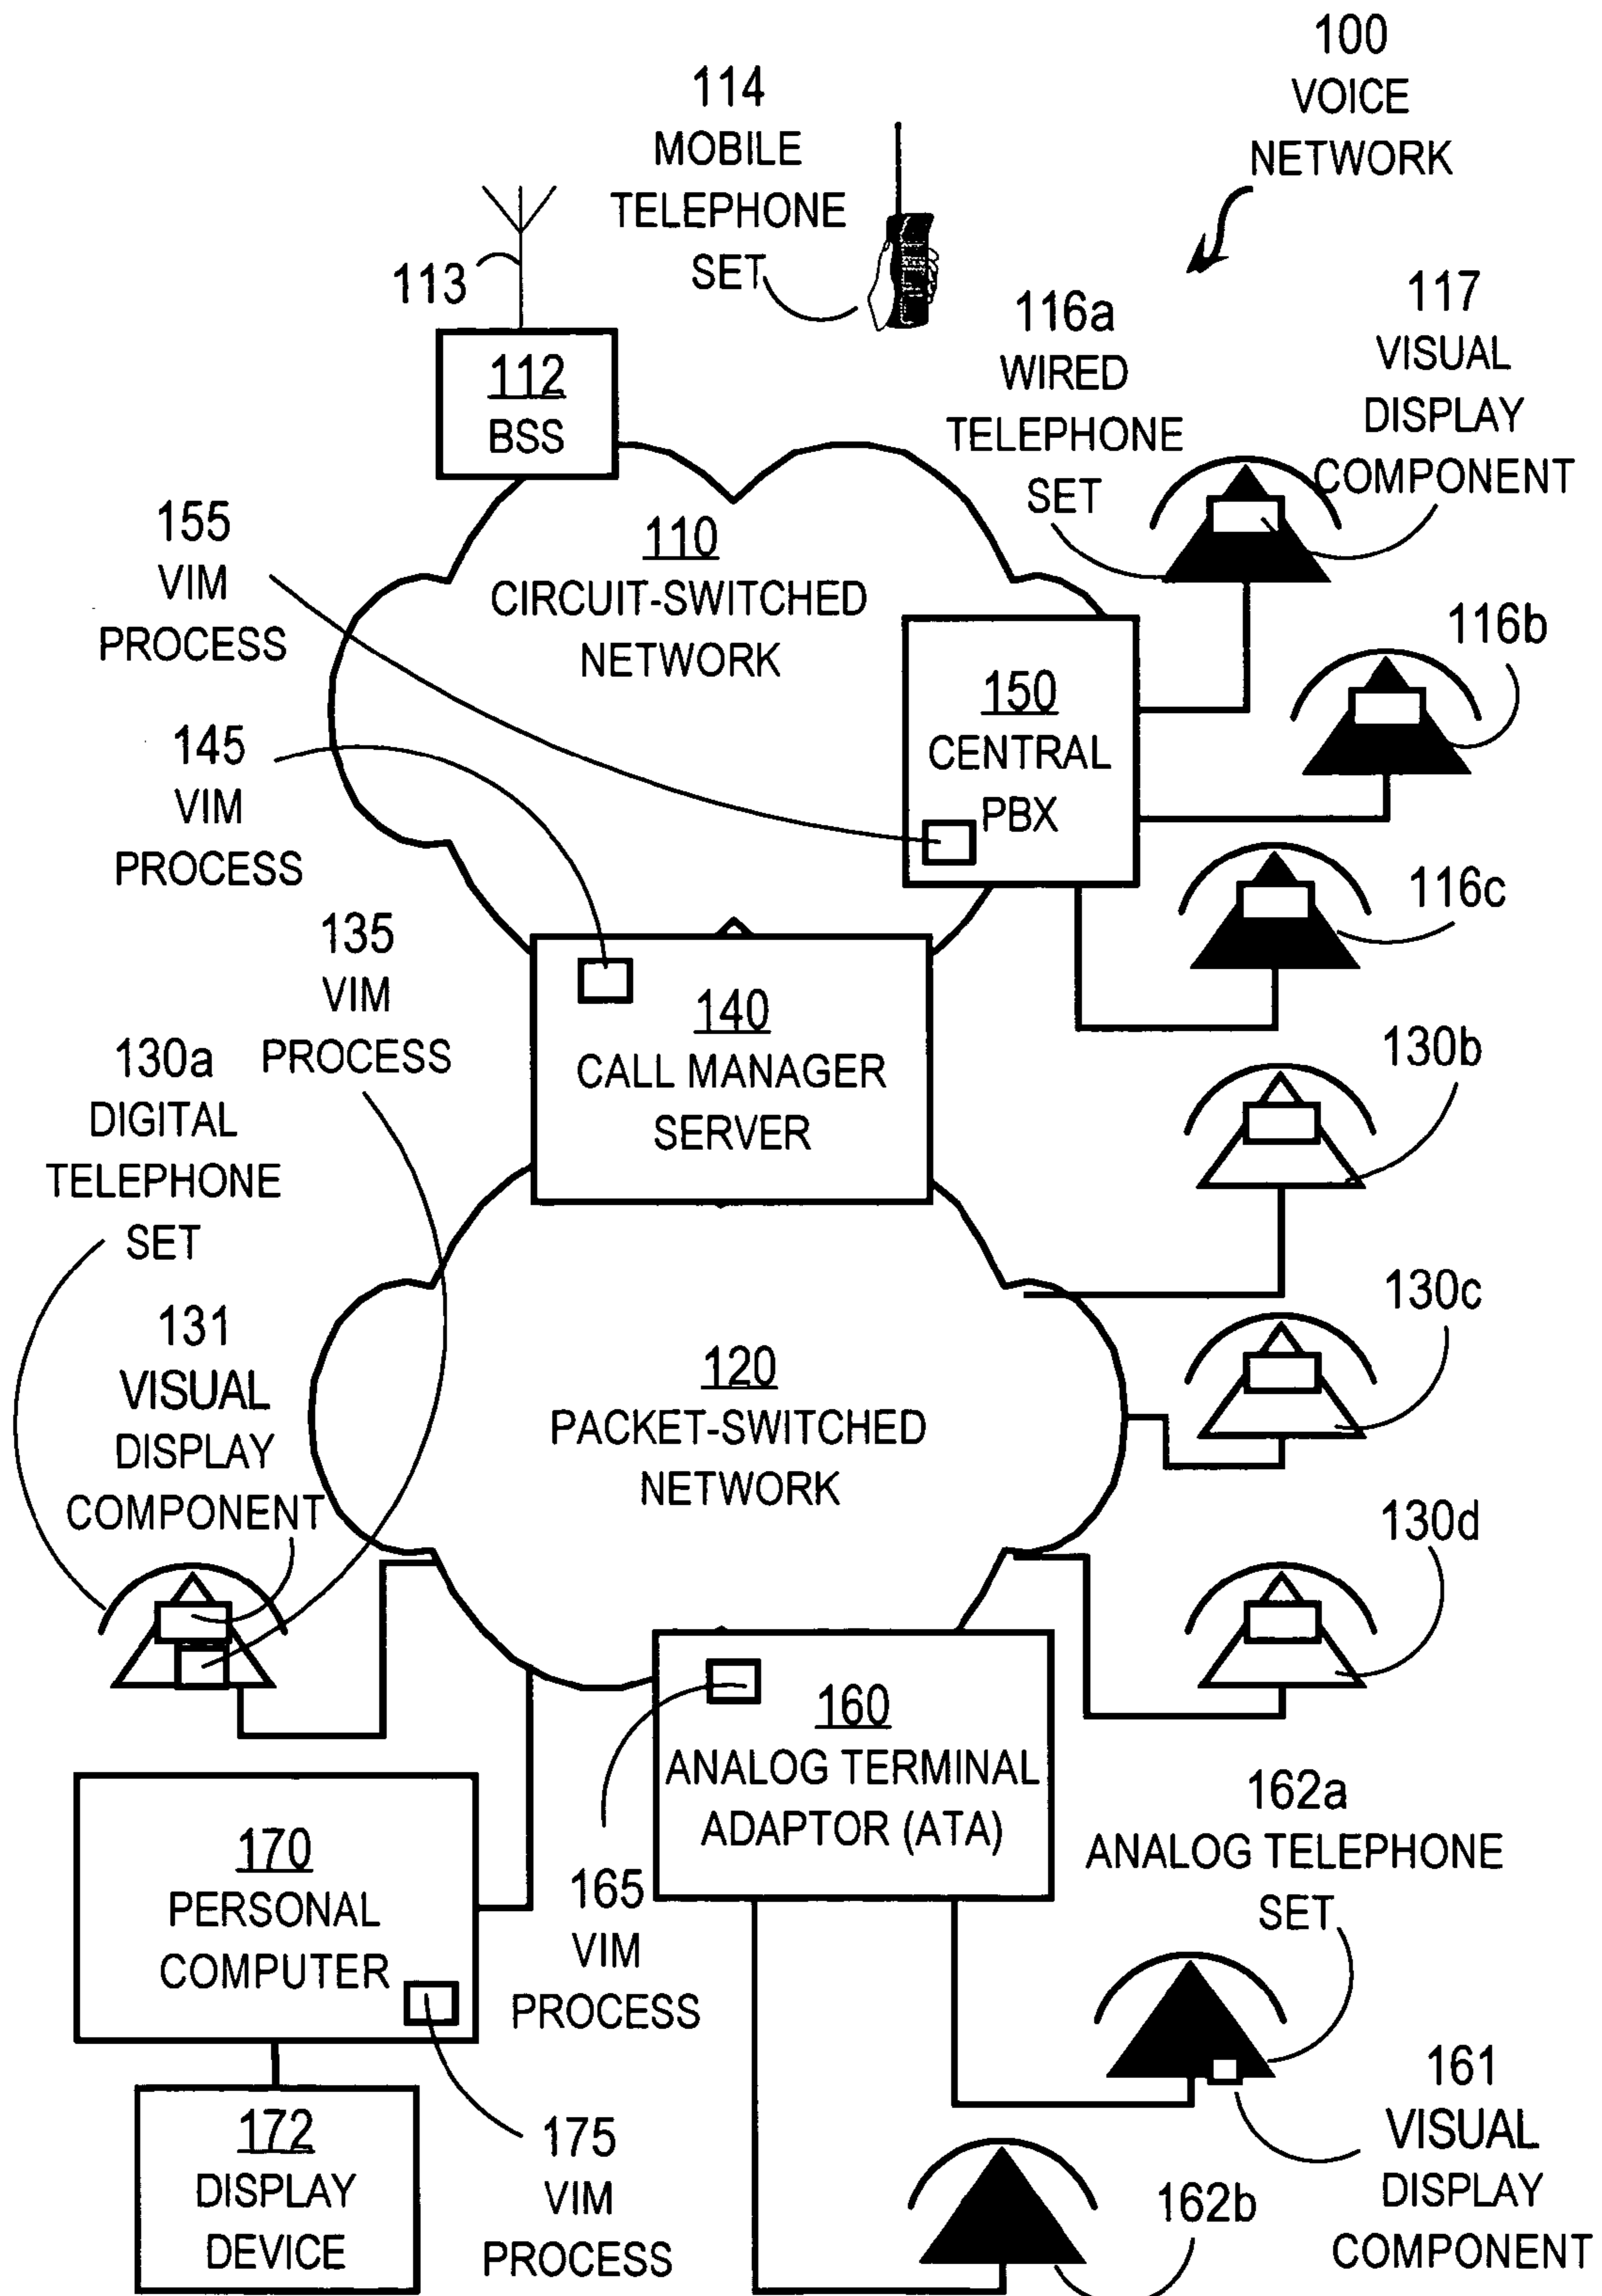 100
VOICE
NETWORK
114
MOBILE
TELEPHONE
SET
113
112
BSS
116a
WIRED
TELEPHONE
SET
117
VISUAL
DISPLAY
COMPONENT
155
VIM
PROCESS
110
CIRCUIT-SWITCHED
NETWORK
116b
150
CENTRAL
PBX
145
VIM
PROCESS
116c
135
VIM
PROCESS
140
CALL MANAGER
SERVER
130a
DIGITAL
TELEPHONE
SET
130b
131
VISUAL
DISPLAY
COMPONENT
120
PACKET-SWITCHED
NETWORK
130c
130d
160
ANALOG TERMINAL
ADAPTOR (ATA)
162a
ANALOG TELEPHONE
SET
170
PERSONAL
COMPUTER
165
VIM
PROCESS
161
VISUAL
DISPLAY
COMPONENT
172
DISPLAY
DEVICE
175
VIM
PROCESS
162b